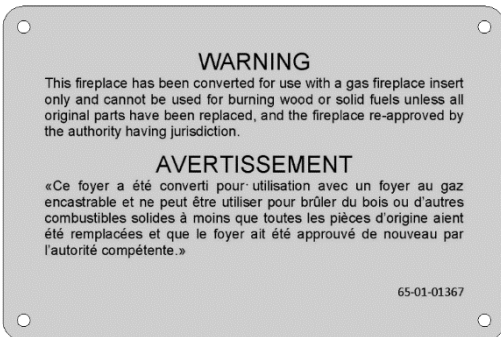 WARNING
This fireplace has been converted for use with a gas fireplace insert
only and cannot be used for burning wood or solid fuels unless all
original parts have been replaced, and the fireplace re-approved by
the authority having jurisdiction.
AVERTISSEMENT
«Ce foyer a été converti pour utilisation avec un foyer au gaz
encastrable et ne peut être utiliser pour brûler du bois ou d’autres
combustibles solides à moins que toutes les pièces d’origine aient
été remplacées et que le foyer ait été approuvé de nouveau par
l’autorité compétente.»
65-01-01367